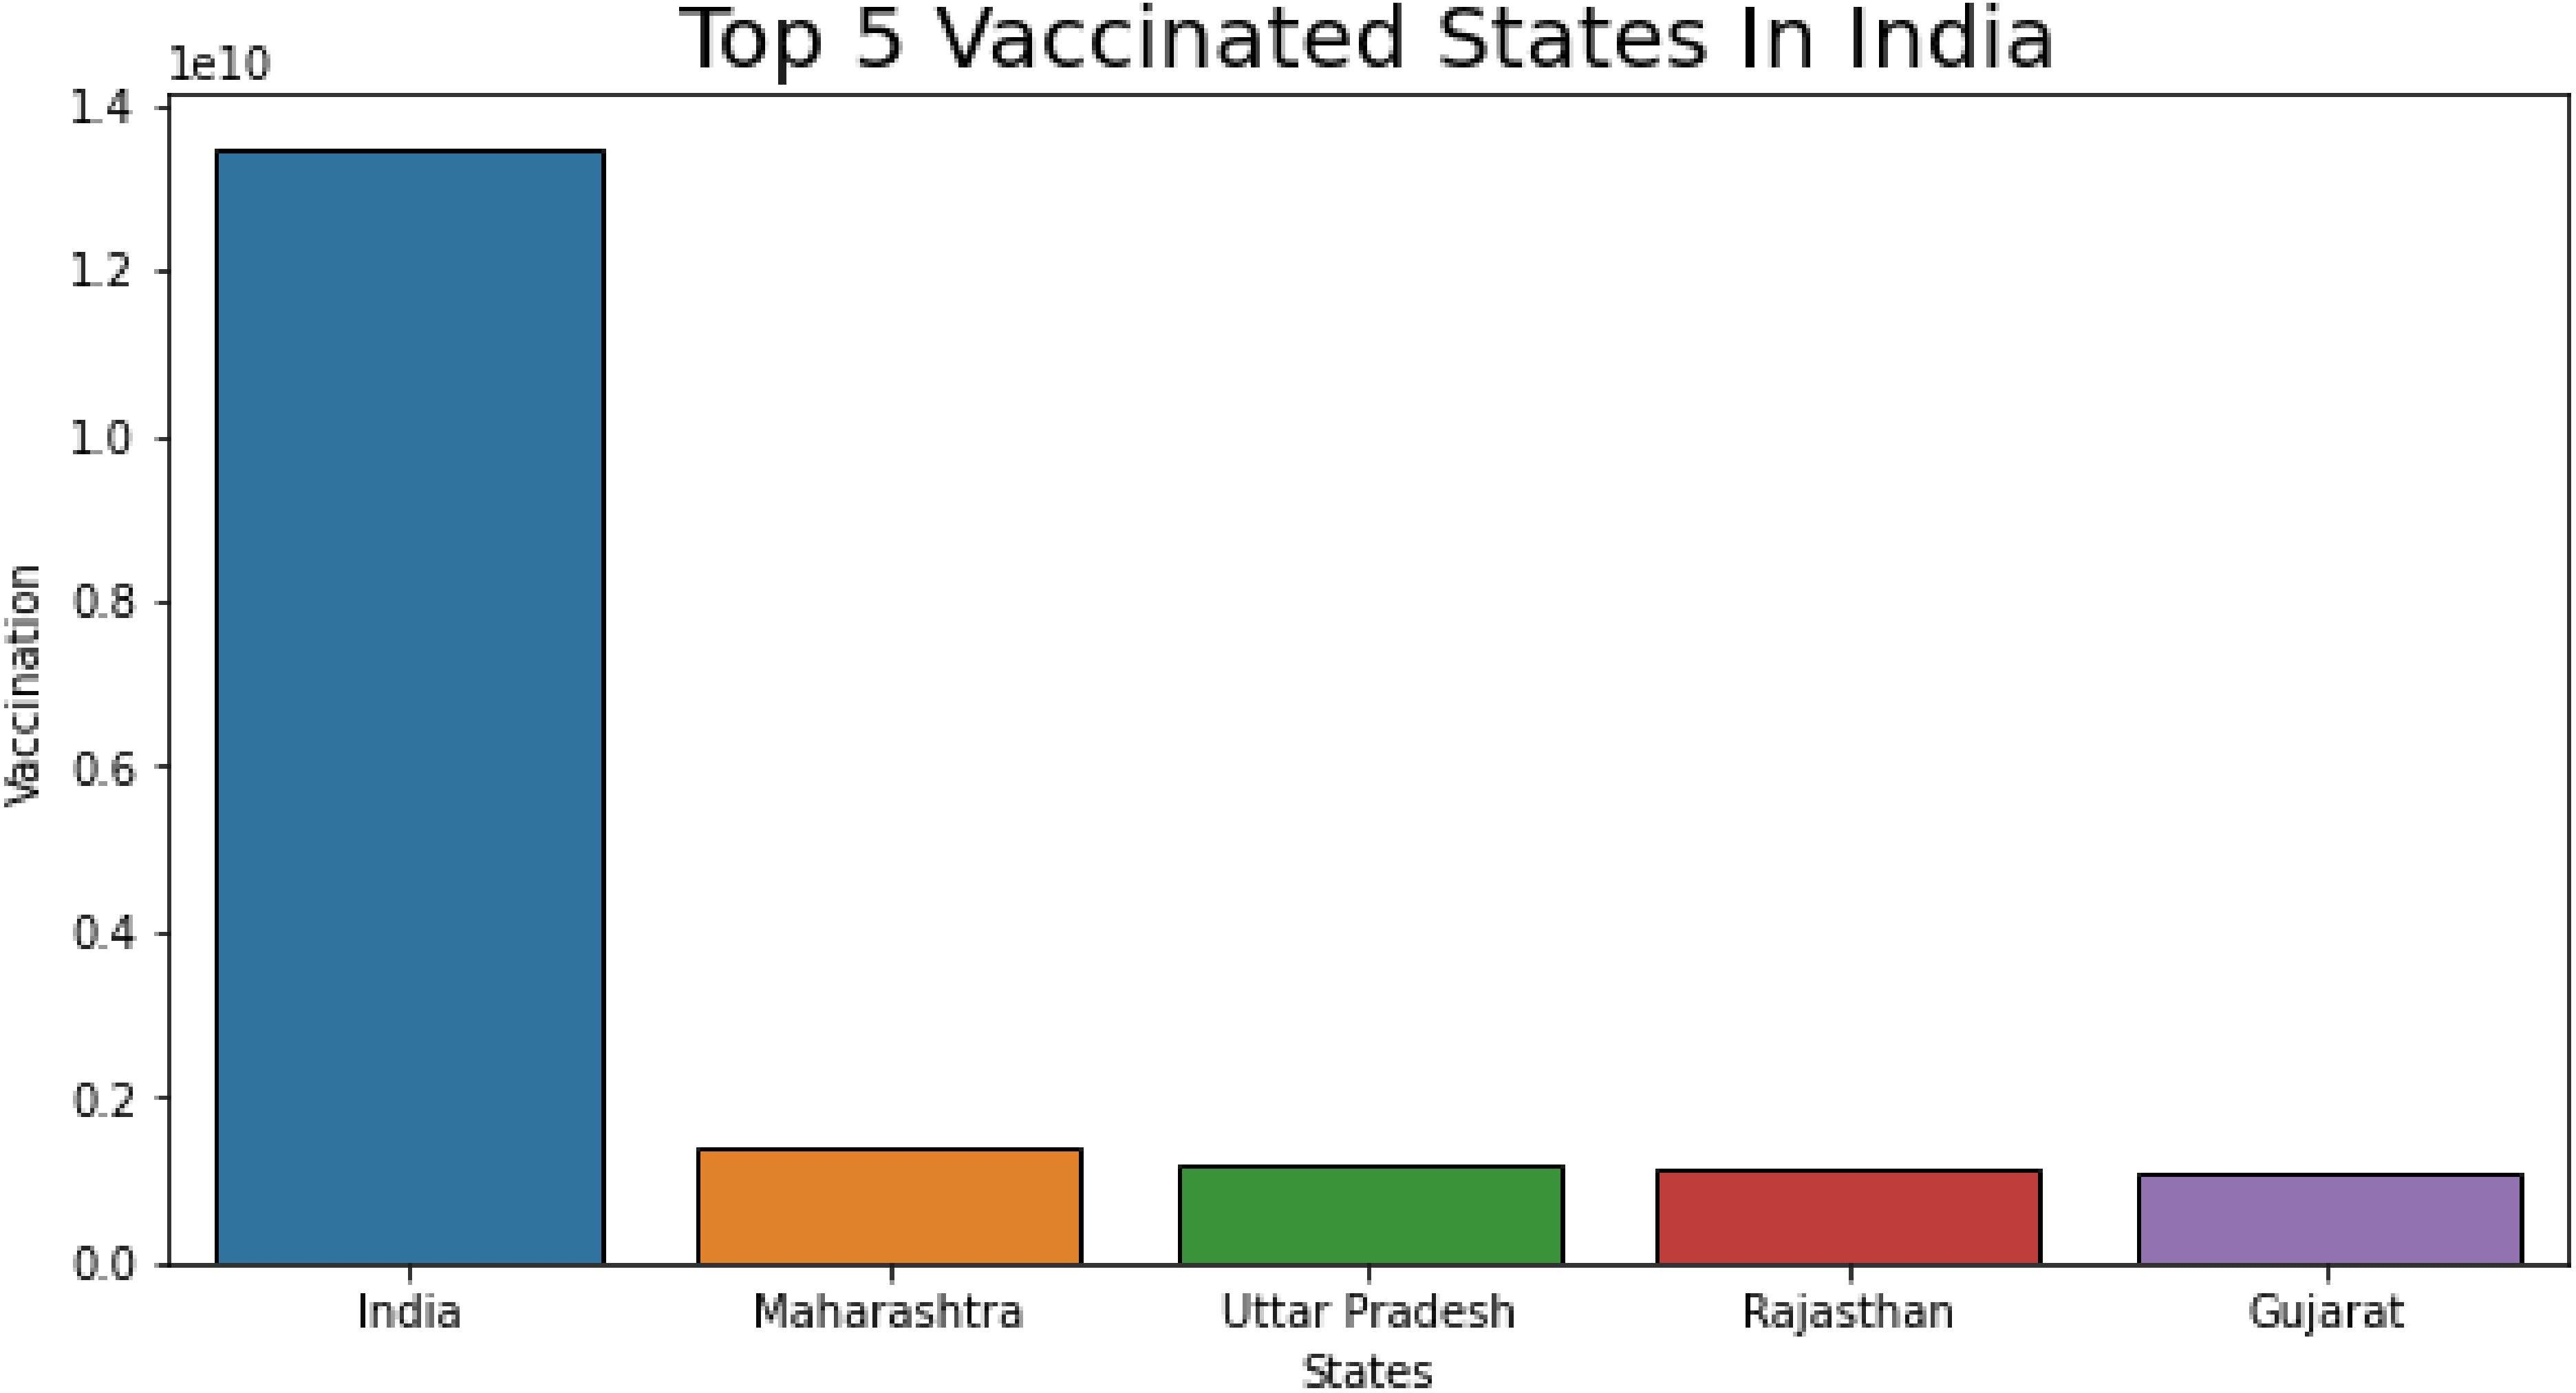 Top 5 Vaccinated States In India
1e10
1.4
1.2
1.0
0.8
0.6
0.4
0.2
0.0
Vaccination
India Maharashtra Uttar Pradesh Rajasthan Gujarat
States